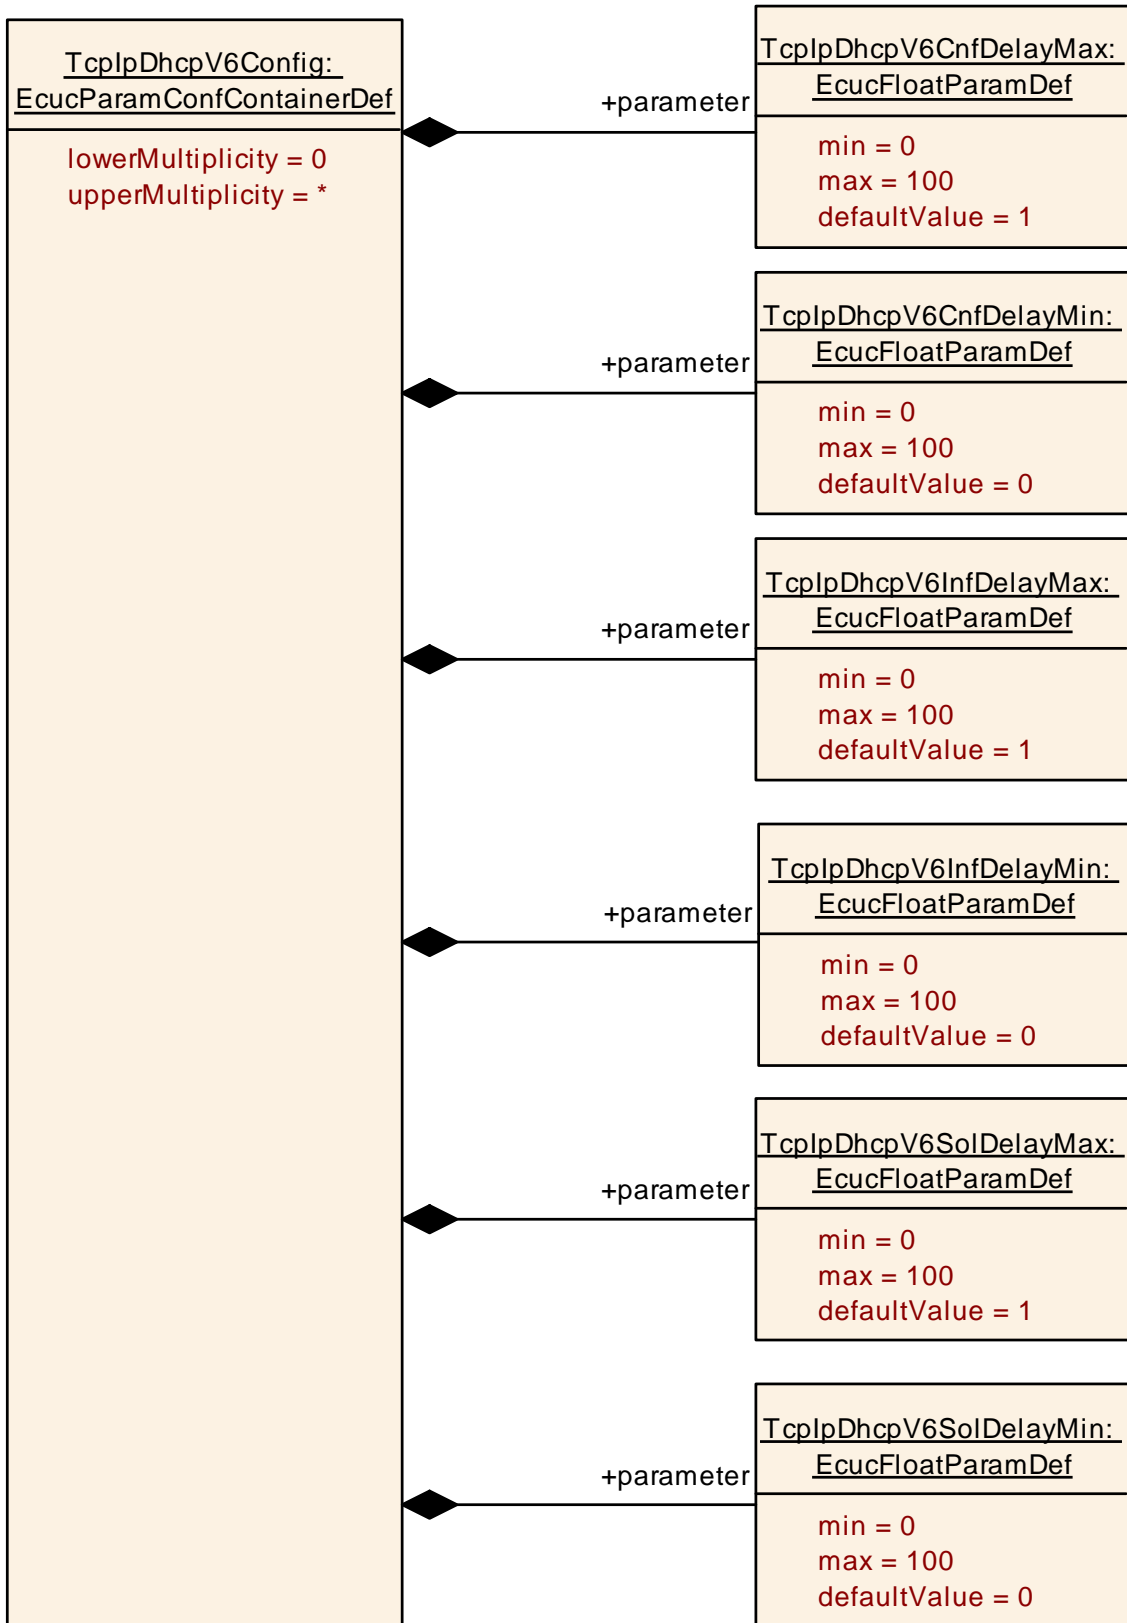 TcpIpDhcpV6Config:
EcucParamConfContainerDef
lowerMultiplicity = 0
upperMultiplicity = *
+parameter
TcpIpDhcpV6CnfDelayMax:
EcucFloatParamDef
min = 0
max = 100
defaultValue = 1
+parameter
TcpIpDhcpV6CnfDelayMin:
EcucFloatParamDef
min = 0
max = 100
defaultValue = 0
+parameter
TcpIpDhcpV6InfDelayMax:
EcucFloatParamDef
min = 0
max = 100
defaultValue = 1
+parameter
TcpIpDhcpV6InfDelayMin:
EcucFloatParamDef
min = 0
max = 100
defaultValue = 0
+parameter
TcpIpDhcpV6SolDelayMax:
EcucFloatParamDef
min = 0
max = 100
defaultValue = 1
+parameter
TcpIpDhcpV6SolDelayMin:
EcucFloatParamDef
min = 0
max = 100
defaultValue = 0